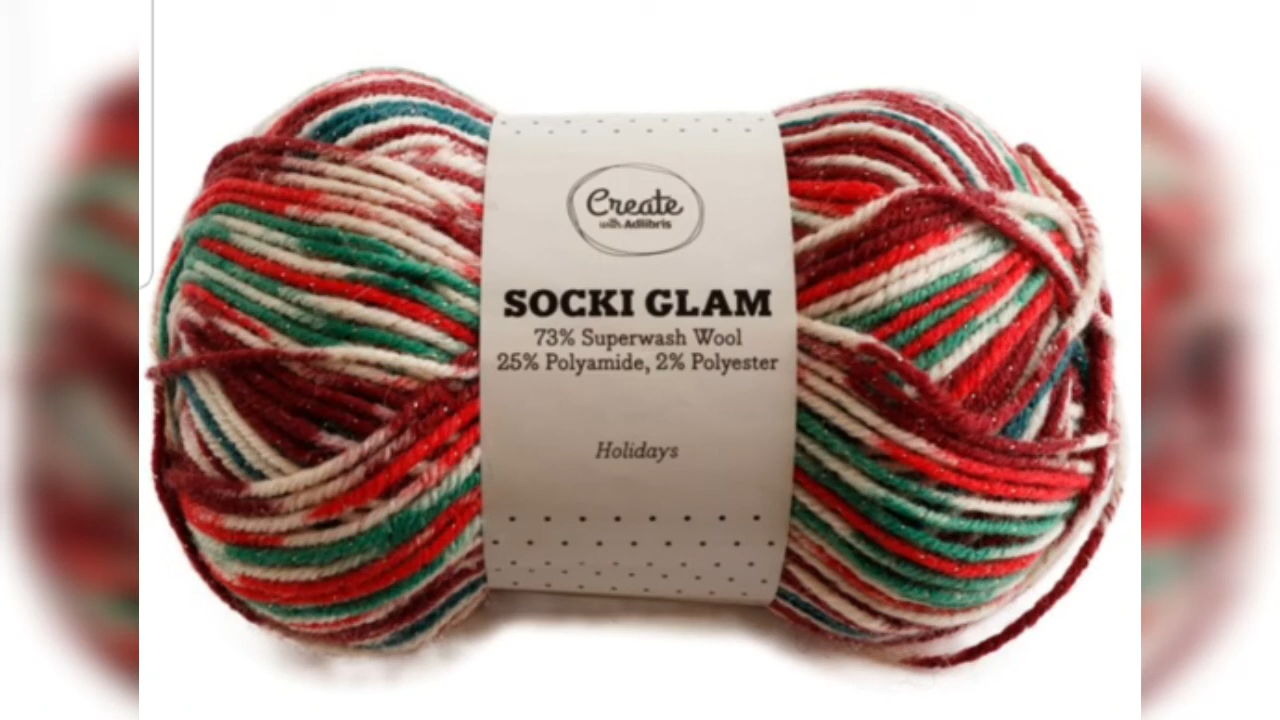 Create
with Adlibris
SOCKI GLAM
73% Superwash Wool
25% Polyamide, 2% Polyester
Holidays